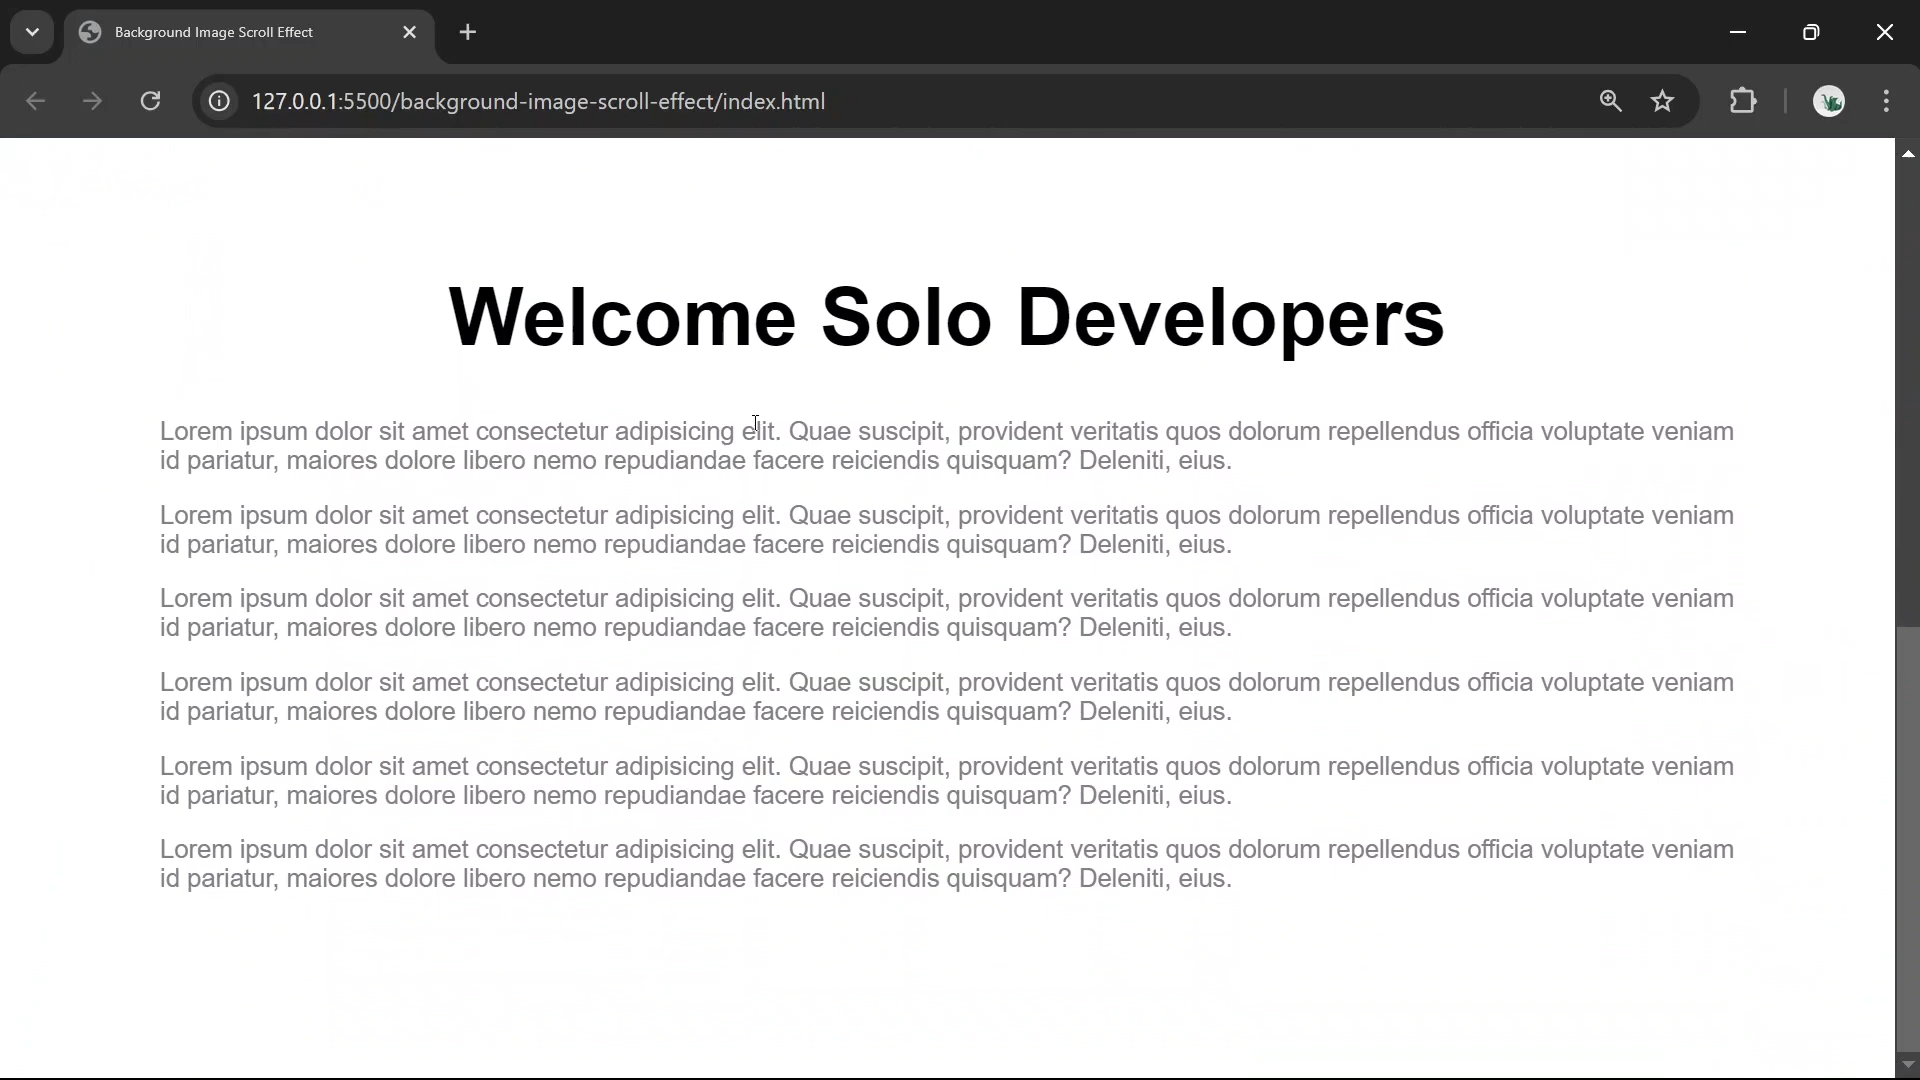 Background Image Scroll Effect
127.0.0.1:5500/background-image-scroll-effect/index.html
Welcome Solo Developers
Lorem ipsum dolor sit amet consectetur adipisicing elit. Quae suscipit, provident veritatis quos dolorum repellendus officia voluptate veniam
id pariatur, maiores dolore libero nemo repudiandae facere reiciendis quisquam? Deleniti, eius.
Lorem ipsum dolor sit amet consectetur adipisicing elit. Quae suscipit, provident veritatis quos dolorum repellendus officia voluptate veniam
id pariatur, maiores dolore libero nemo repudiandae facere reiciendis quisquam? Deleniti, eius.
Lorem ipsum dolor sit amet consectetur adipisicing elit. Quae suscipit, provident veritatis quos dolorum repellendus officia voluptate veniam
id pariatur, maiores dolore libero nemo repudiandae facere reiciendis quisquam? Deleniti, eius.
Lorem ipsum dolor sit amet consectetur adipisicing elit. Quae suscipit, provident veritatis quos dolorum repellendus officia voluptate veniam
id pariatur, maiores dolore libero nemo repudiandae facere reiciendis quisquam? Deleniti, eius.
Lorem ipsum dolor sit amet consectetur adipisicing elit. Quae suscipit, provident veritatis quos dolorum repellendus officia voluptate veniam
id pariatur, maiores dolore libero nemo repudiandae facere reiciendis quisquam? Deleniti, eius.
Lorem ipsum dolor sit amet consectetur adipisicing elit. Quae suscipit, provident veritatis quos dolorum repellendus officia voluptate veniam
id pariatur, maiores dolore libero nemo repudiandae facere reiciendis quisquam? Deleniti, eius.